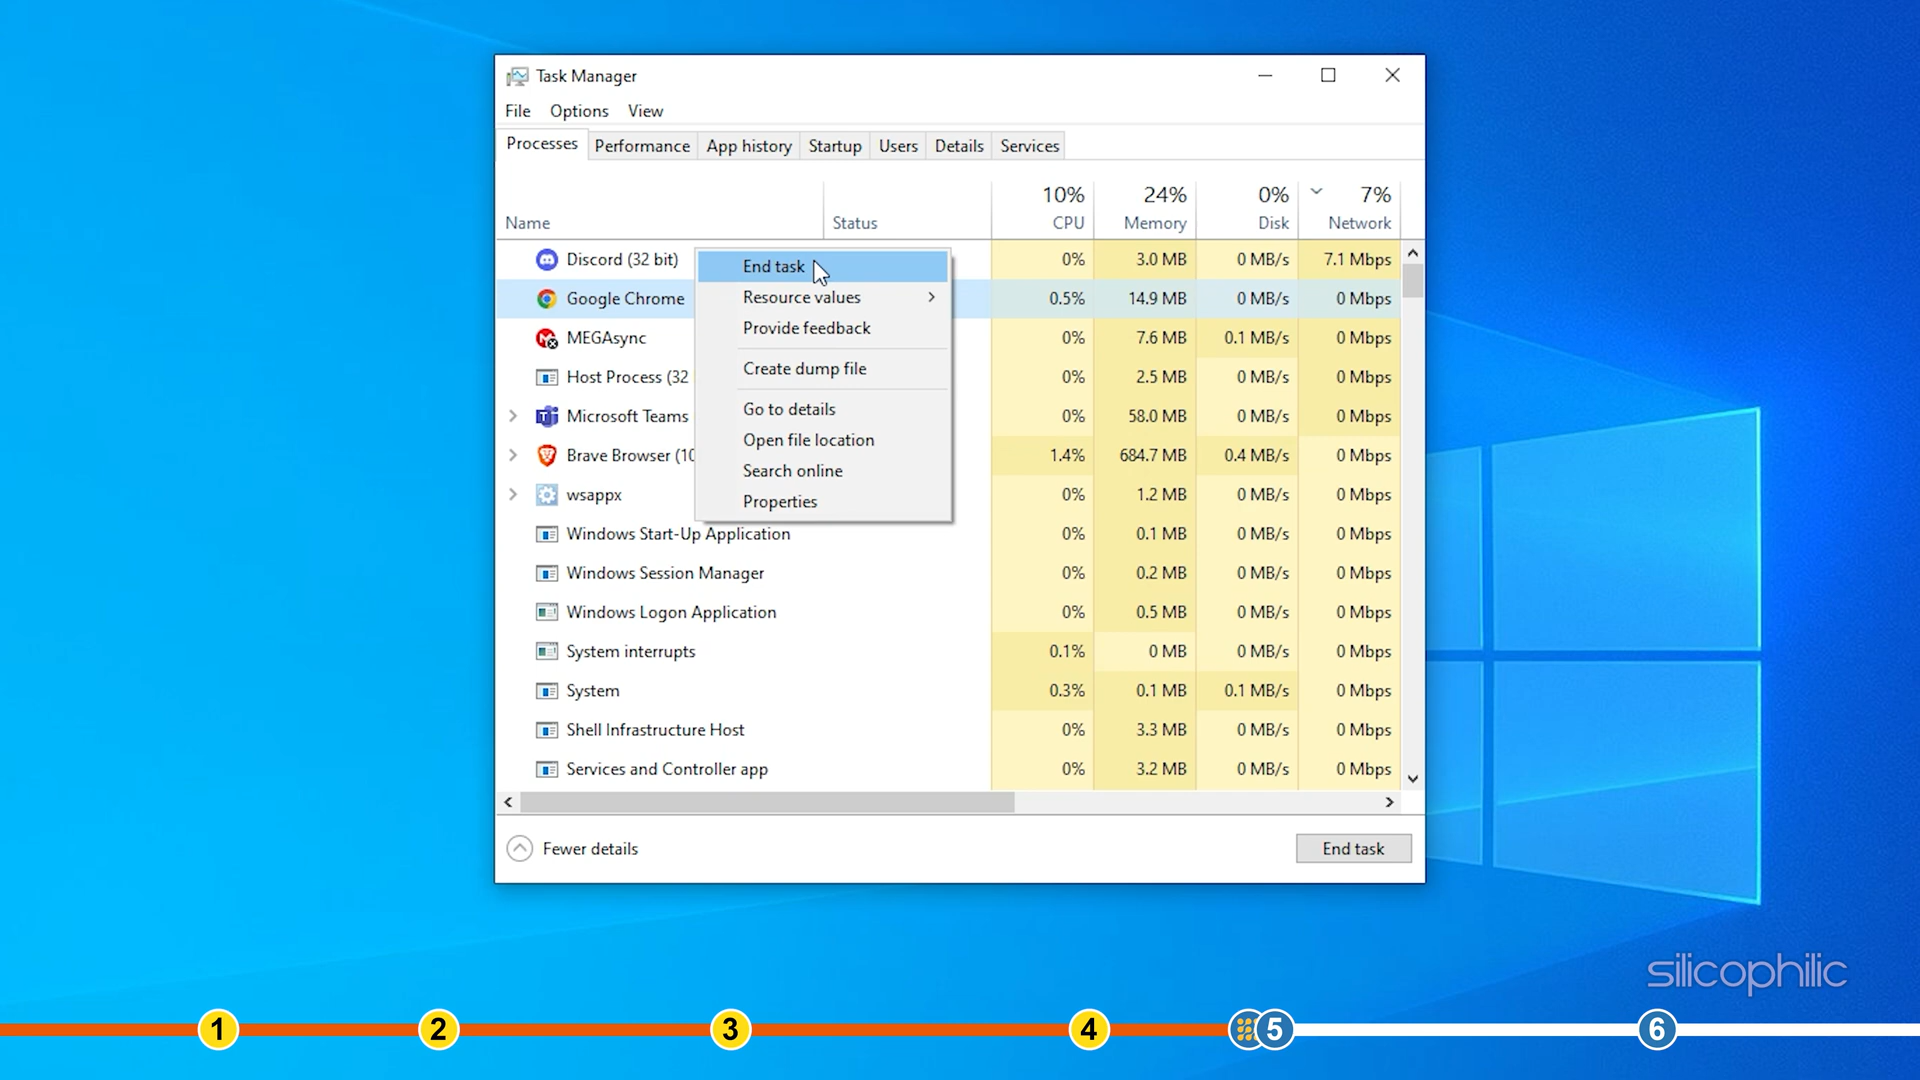 Task Manager
File Options View
Processes Performance App history Startup Users Details Services
10% 24% 0% 7%
Name Status CPU Memory Disk Network
Discord (32 bit) 0% 3.0 MB 0 MB/s 7.1 Mbps
Google Chrome 0.5% 14.9 MB 0 MB/s 0 Mbps
MEGAsync 0% 7.6 MB 0.1 MB/s 0 Mbps
Host Process (32 0% 2.5 MB 0 MB/s 0 Mbps
Microsoft Teams 0% 58.0 MB 0 MB/s 0 Mbps
Brave Browser (10 1.4% 684.7 MB 0.4 MB/s 0 Mbps
wsappx 0% 1.2 MB 0 MB/s 0 Mbps
Windows Start-Up Application 0% 0.1 MB 0 MB/s 0 Mbps
Windows Session Manager 0% 0.2 MB 0 MB/s 0 Mbps
Windows Logon Application 0% 0.5 MB 0 MB/s 0 Mbps
System interrupts 0.1% 0 MB 0 MB/s 0 Mbps
System 0.3% 0.1 MB 0.1 MB/s 0 Mbps
Shell Infrastructure Host 0% 3.3 MB 0 MB/s 0 Mbps
Services and Controller app 0% 3.2 MB 0 MB/s 0 Mbps
End task
Resource values
Provide feedback
Create dump file
Go to details
Open file location
Search online
Properties
Fewer details End task
silicophilic
1 2 3 4 5 6